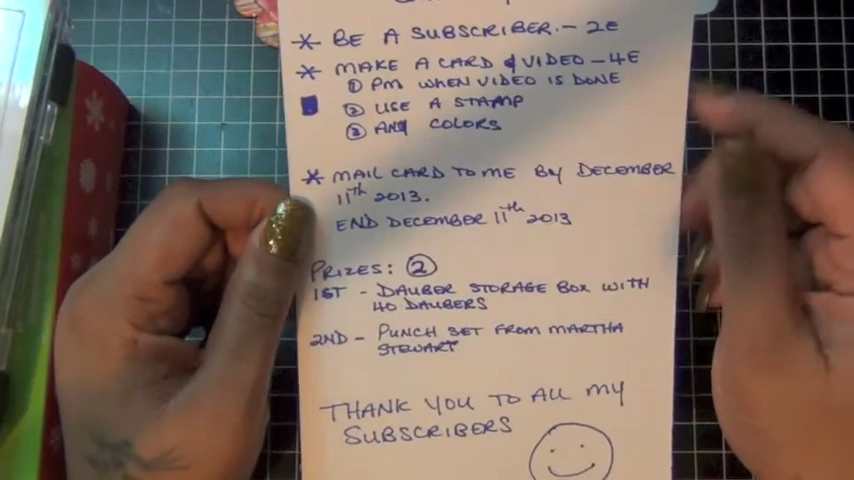 * BE A SUBSCRIBER. - 2E
* MAKE A CARD & VIDEO - 4E
① PM WHEN VIDEO IS DONE
② USE A STAMP
③ ANY COLORS
* MAIL CARD TO ME BY DECEMBER
11th 2013.
END DECEMBER 11th 2013
PRIZES: ②
1ST - DAUBER STORAGE BOX WITH
40 DAUBERS
2ND - PUNCH SET FROM MARTHA
STEWART
THANK YOU TO ALL MY
SUBSCRIBERS